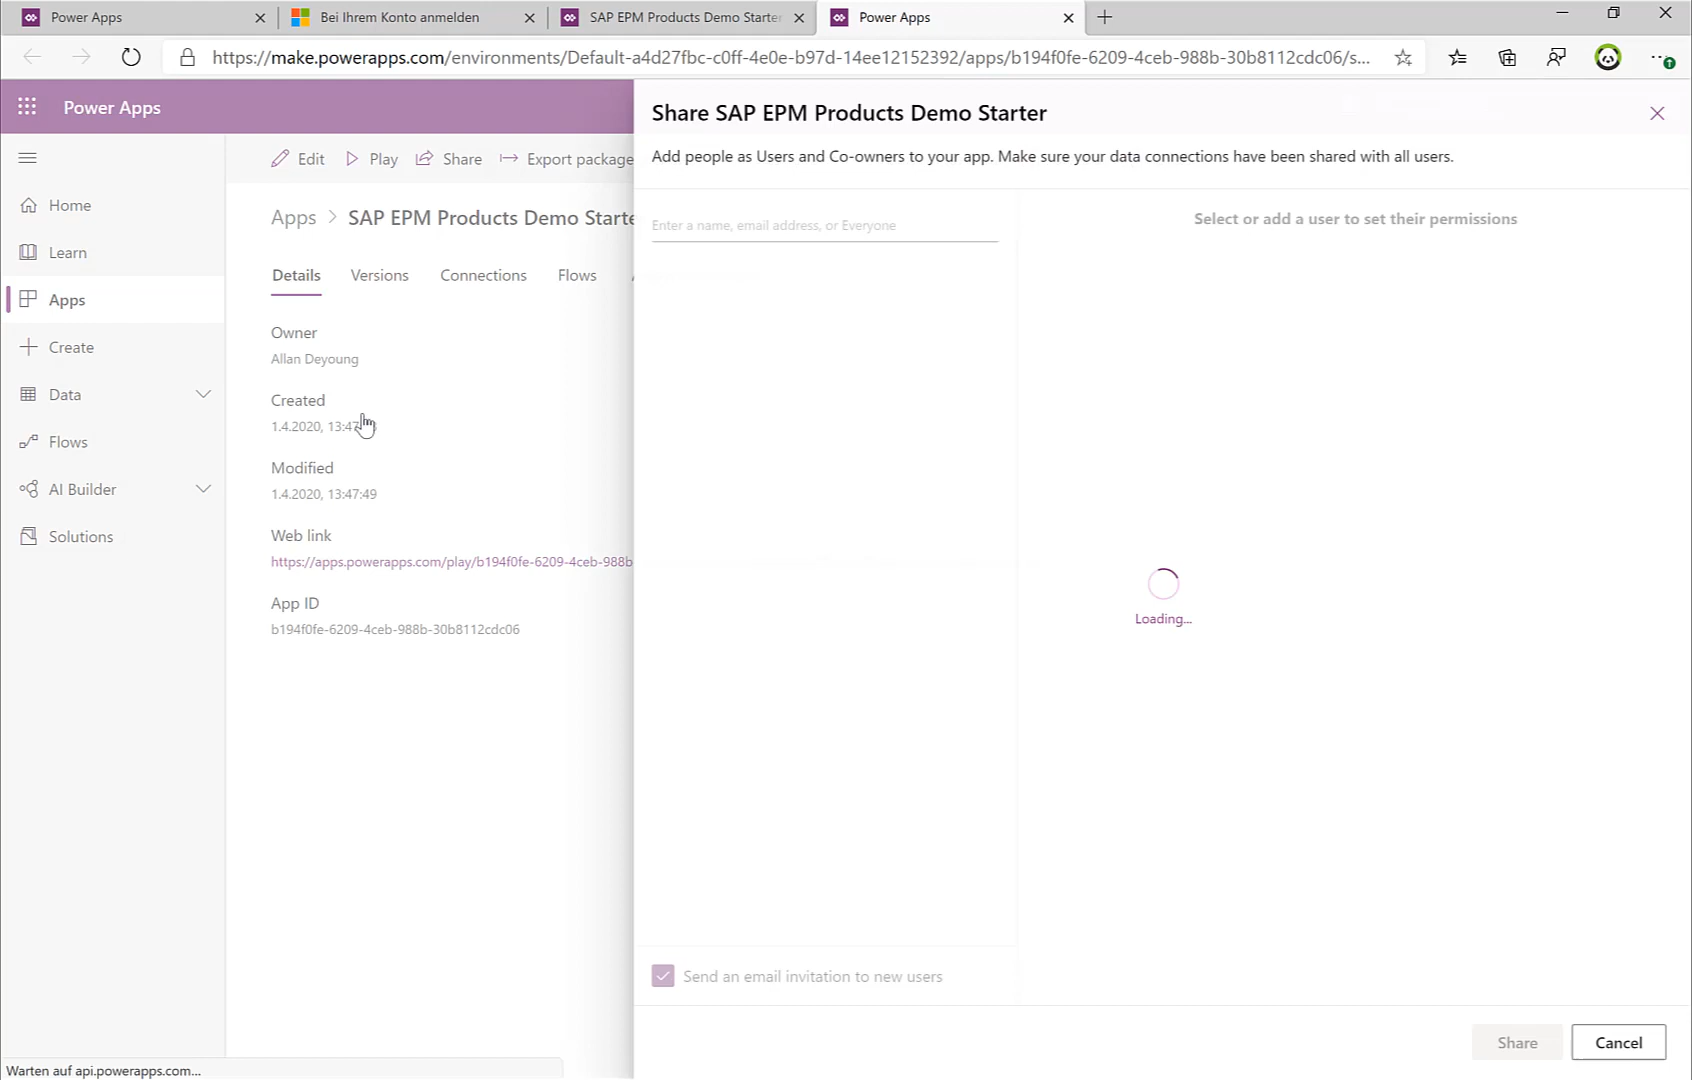 Power Apps
Bei Ihrem Konto anmelden
SAP EPM Products Demo Starter
Power Apps
https://make.powerapps.com/environments/Default-a4d27fbc-c0ff-4e0e-b97d-14ee12152392/apps/b194f0fe-6209-4ceb-988b-30b8112cdc06/s...
Power Apps
Edit
Play
Share
Export package
Home
Learn
Apps
Create
Data
Flows
AI Builder
Solutions
Apps > SAP EPM Products Demo Starte
Details
Versions
Connections
Flows
Owner
Allan Deyoung
Created
1.4.2020, 13:47
Modified
1.4.2020, 13:47:49
Web link
https://apps.powerapps.com/play/b194f0fe-6209-4ceb-988b-
App ID
b194f0fe-6209-4ceb-988b-30b8112cdc06
Share SAP EPM Products Demo Starter
Add people as Users and Co-owners to your app. Make sure your data connections have been shared with all users.
Enter a name, email address, or Everyone
Select or add a user to set their permissions
Loading...
Send an email invitation to new users
Share
Cancel
Warten auf api.powerapps.com...